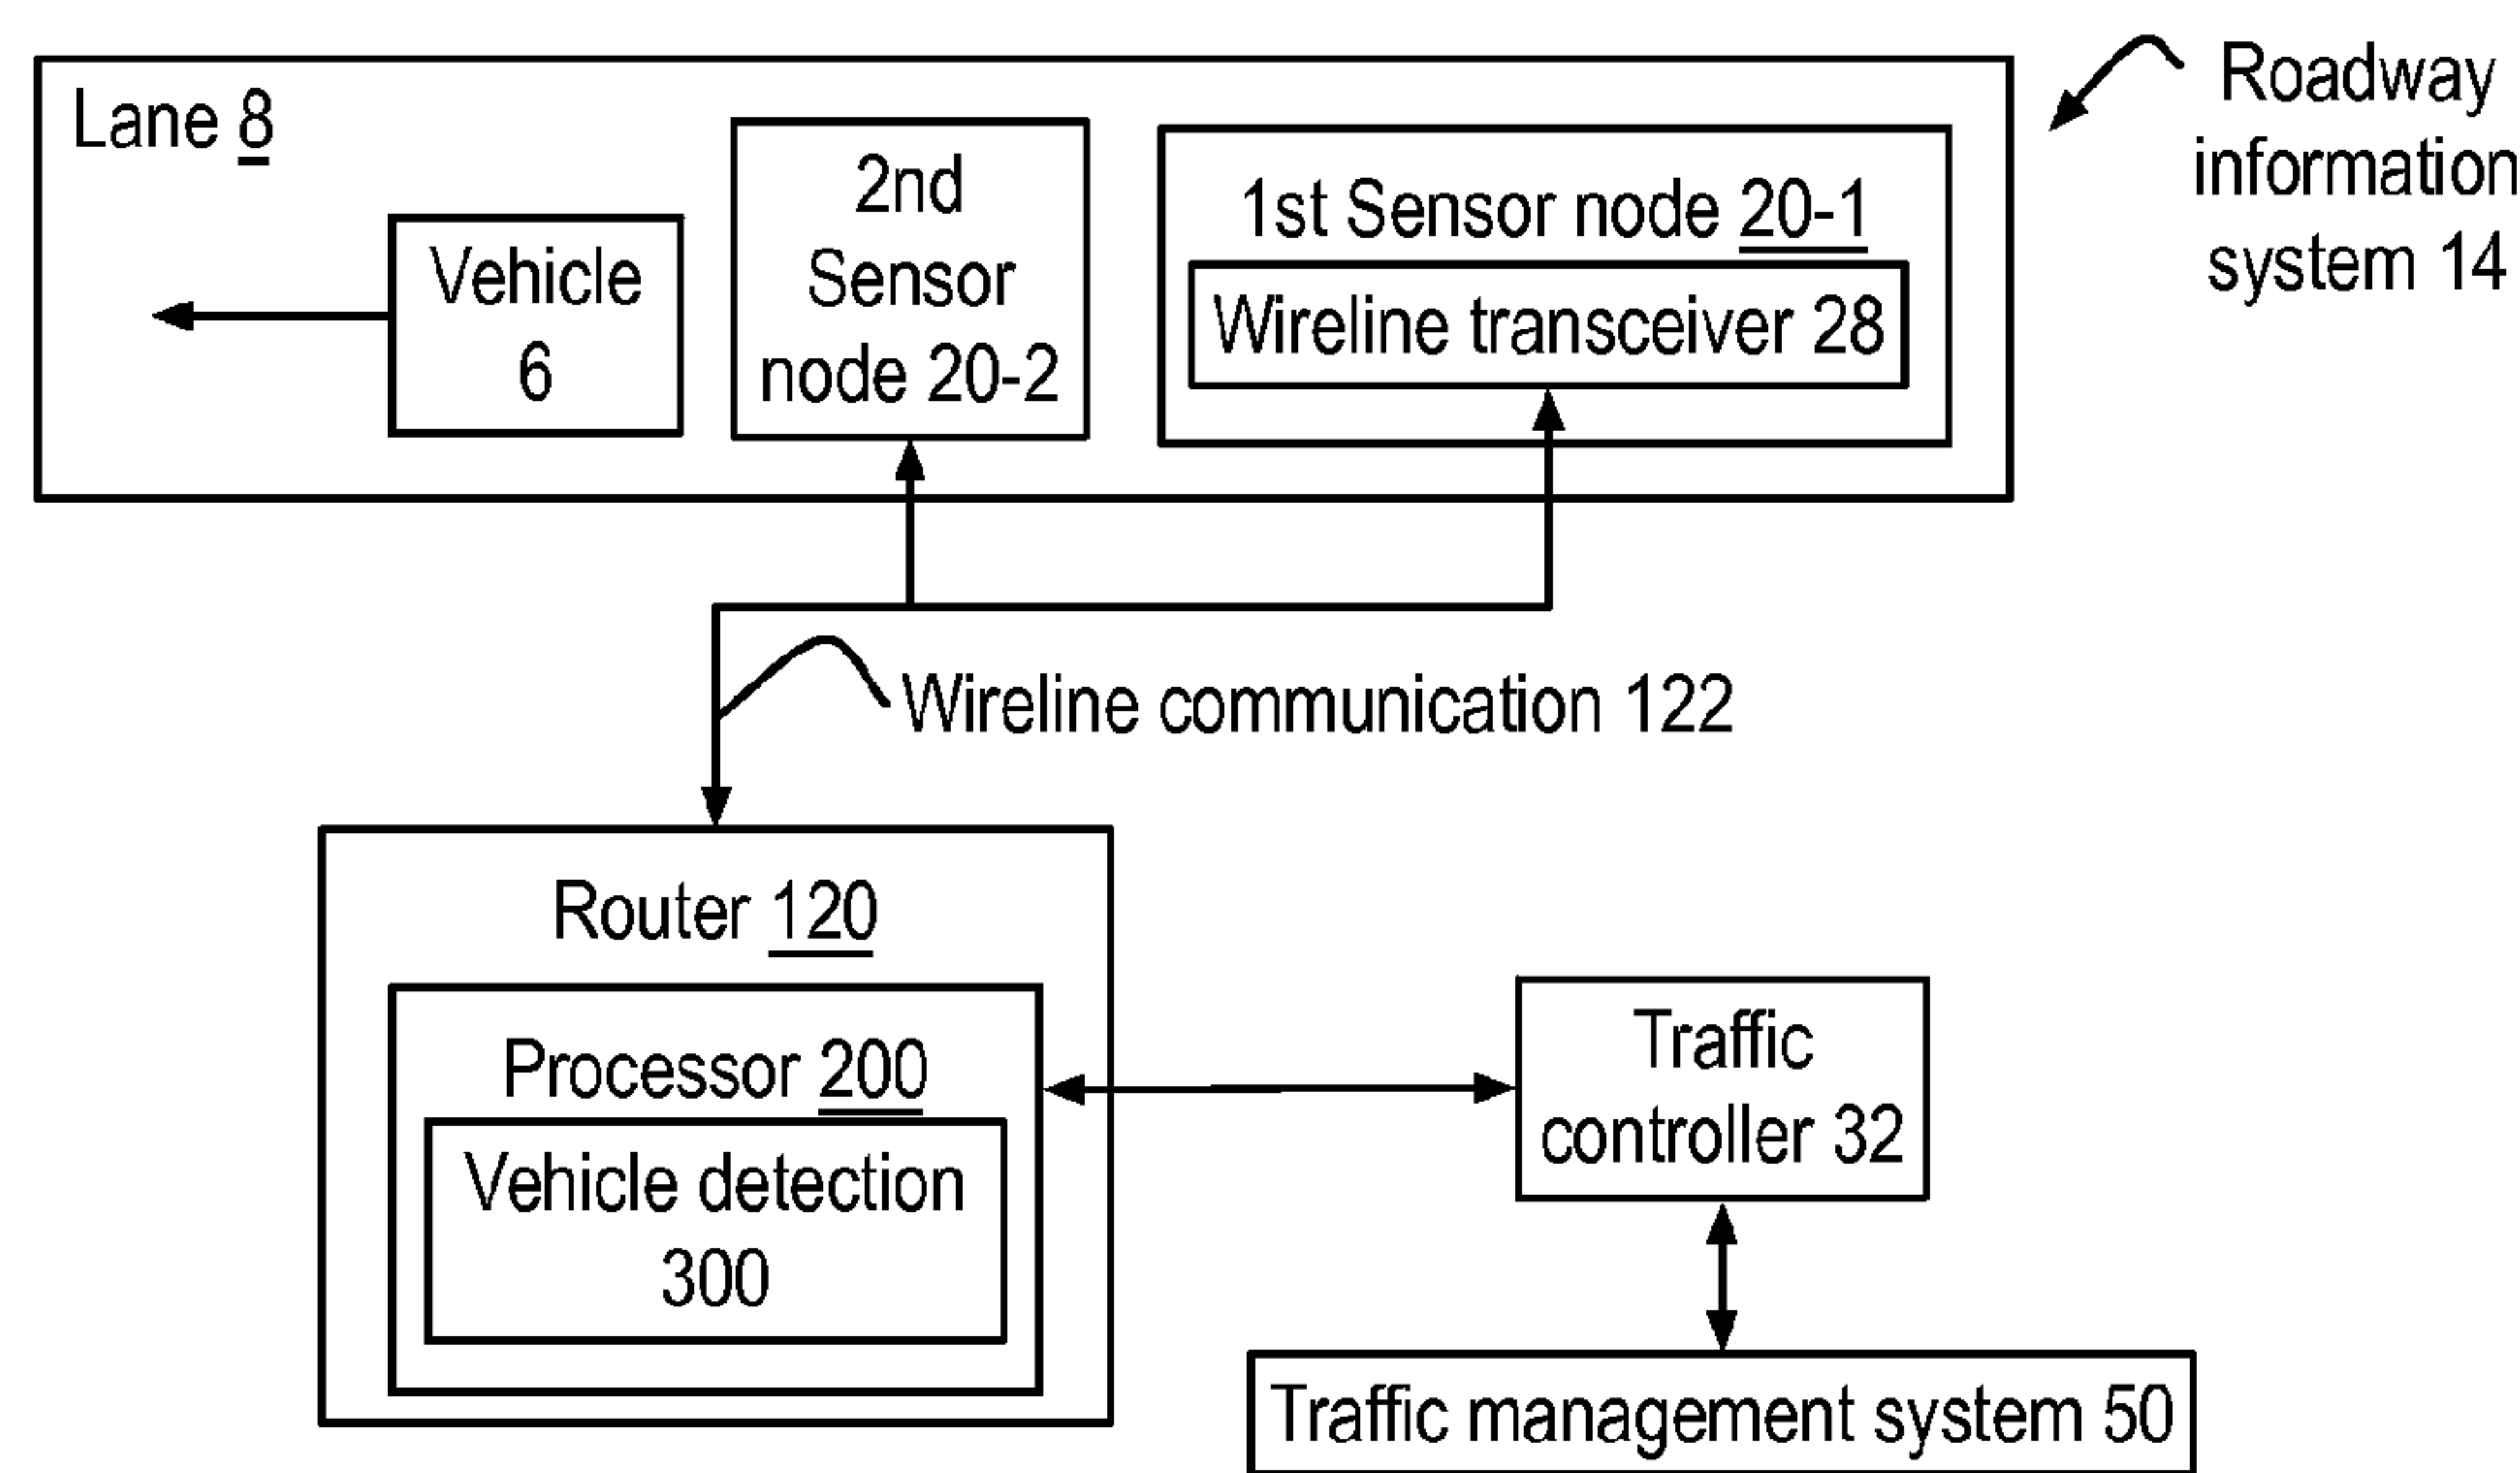 Lane 8
Vehicle
6
2nd
Sensor
node 20-2
1st Sensor node 20-1
Wireline transceiver 28
Roadway
information
system 14
Wireline communication 122
Router 120
Processor 200
Vehicle detection
300
Traffic
controller 32
Traffic management system 50